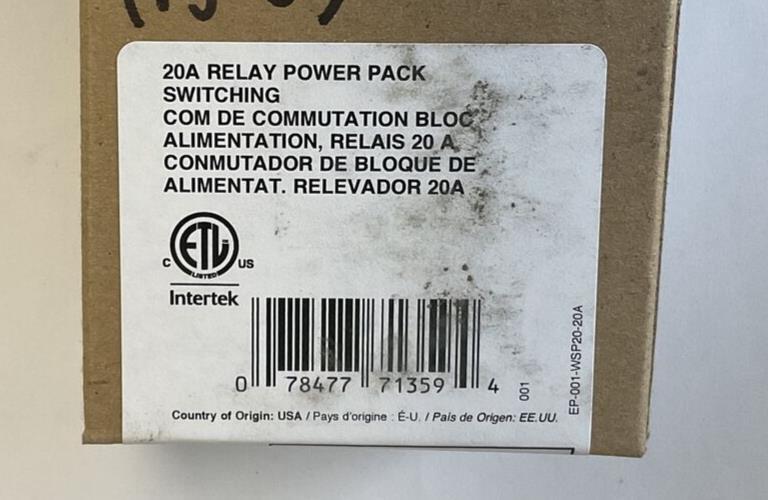 20A RELAY POWER PACK
SWITCHING
COM DE COMMUTATION BLOC
ALIMENTATION, RELAIS 20 A
CONMUTADOR DE BLOQUE DE
ALIMENTAT. RELEVADOR 20A
ETL
C LISTED US
Intertek
0 78477 71359 4
001
EP-001-WSP20-20A
Country of Origin: USA / Pays d'origine : É-U. / País de Origen: EE.UU.